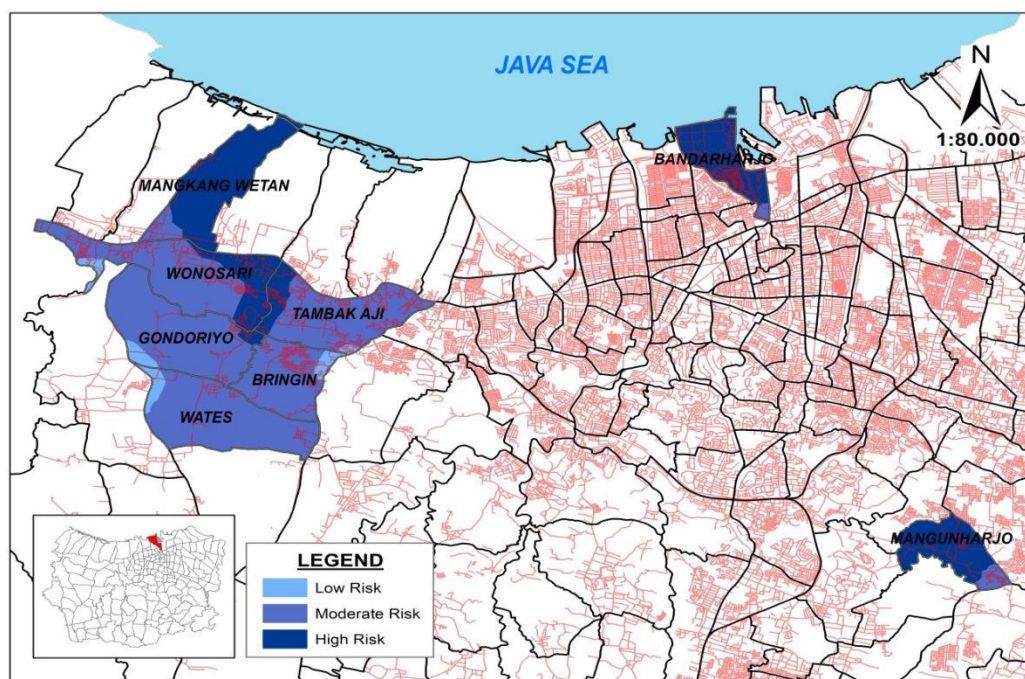 JAVA SEA
N
1:80.000
BANDARHARJO
MANGKANG WETAN
WONOSARI
TAMBAK AJI
GONDORIYO
BRINGIN
WATES
MANGUNHARJO
LEGEND
Low Risk
Moderate Risk
High Risk